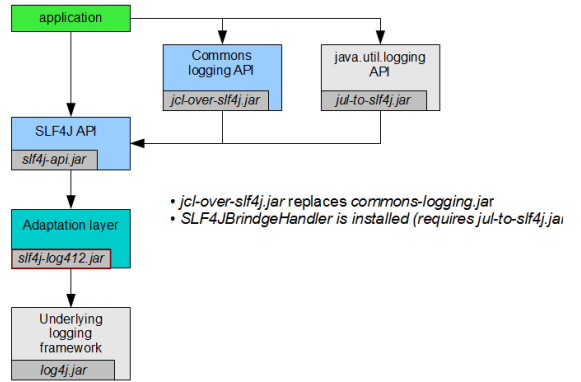 application
Commons
logging API
jcl-over-slf4j.jar
java.util.logging
API
jul-to-slf4j.jar
SLF4J API
slf4j-api.jar
• jcl-over-slf4j.jar replaces commons-logging.jar
• SLF4JBridgeHandler is installed (requires jul-to-slf4j.jar
Adaptation layer
slf4j-log412.jar
Underlying
logging
framework
log4j.jar